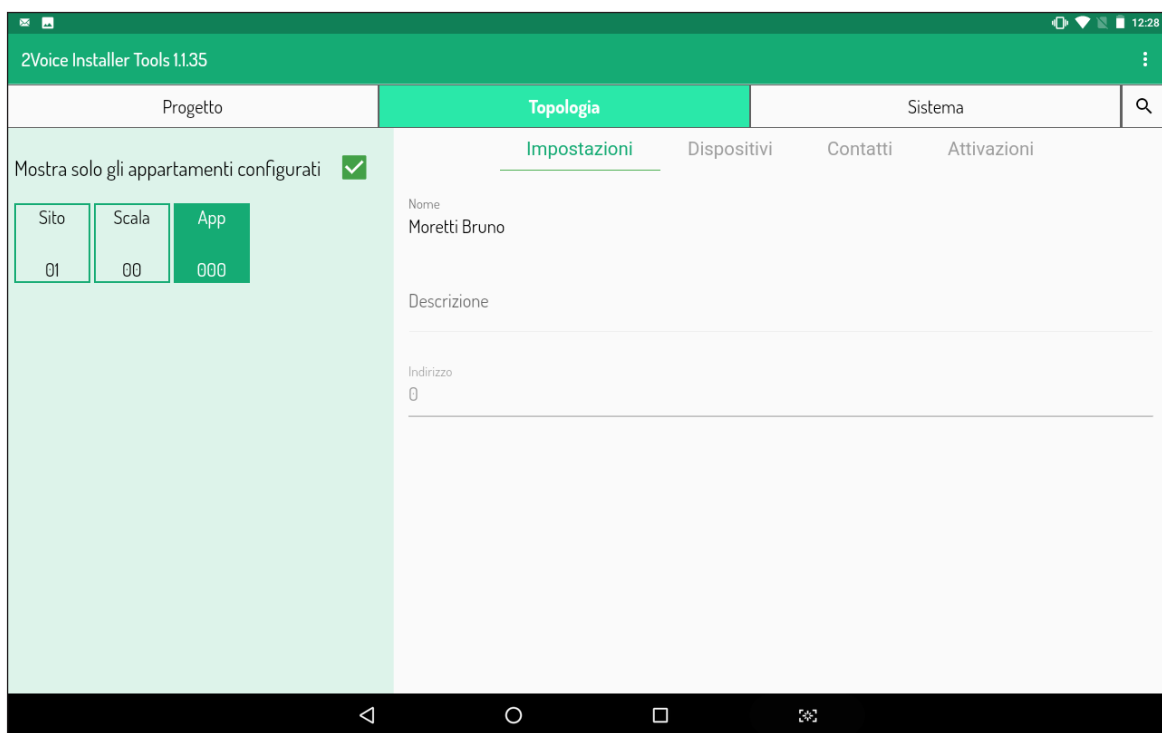 12:28
2Voice Installer Tools 1.1.35
Progetto Topologia Sistema
Mostra solo gli appartamenti configurati
Sito Scala App
01 00 000
Impostazioni Dispositivi Contatti Attivazioni
Nome
Moretti Bruno
Descrizione
Indirizzo
0